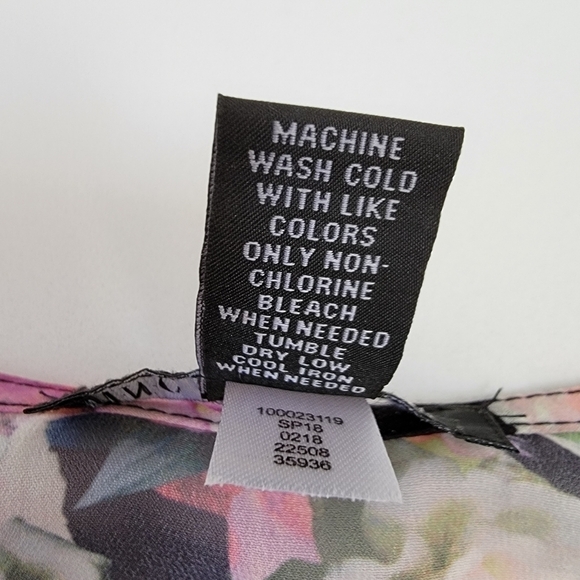 MACHINE
WASH COLD
WITH LIKE
COLORS
ONLY NON-
CHLORINE
BLEACH
WHEN NEEDED
TUMBLE
DRY LOW
COOL IRON
WHEN NEEDED
100023119
SP18
0218
22508
35936